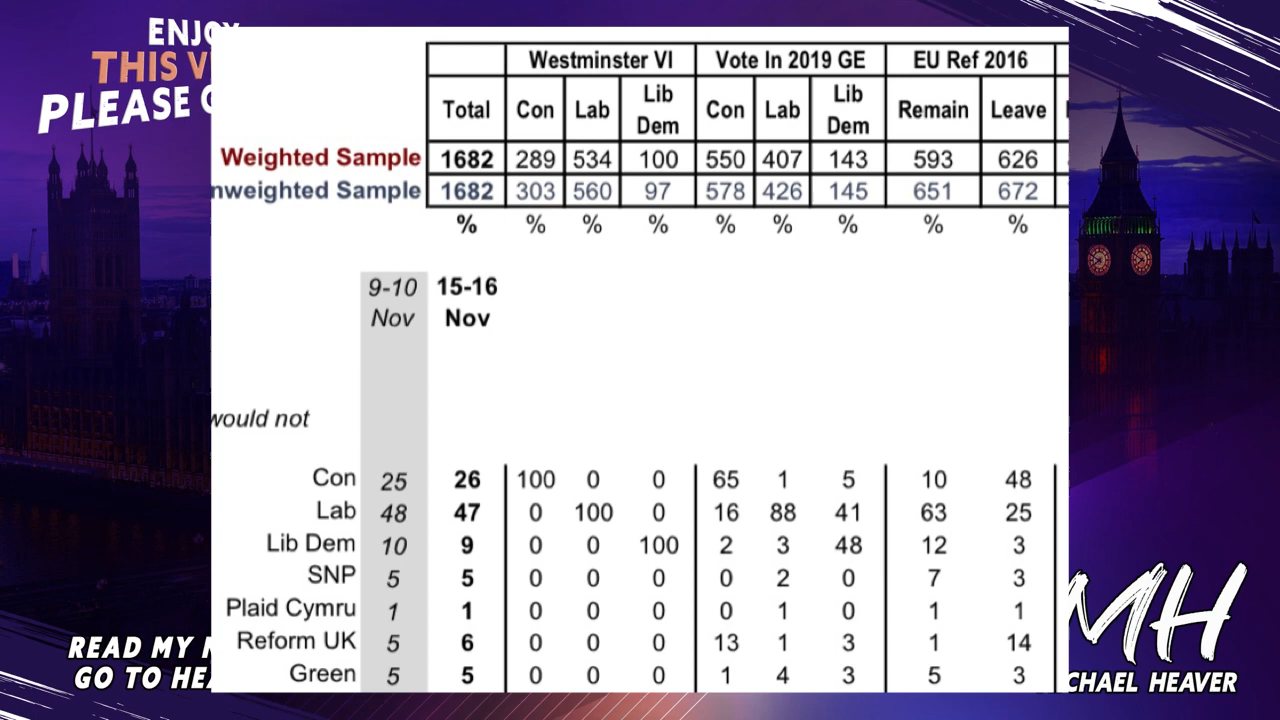 ENJOY
THIS V
PLEASE
Westminster VI Vote In 2019 GE EU Ref 2016
Total Con Lab Lib Dem Con Lab Lib Dem Remain Leave
Weighted Sample 1682 289 534 100 550 407 143 593 626
nweighted Sample 1682 303 560 97 578 426 145 651 672
% % % % % % % % %
9-10 Nov 15-16 Nov
would not
Con 25 26 100 0 0 65 1 5 10 48
Lab 48 47 0 100 0 16 88 41 63 25
Lib Dem 10 9 0 0 100 2 3 48 12 3
SNP 5 5 0 0 0 0 2 0 7 3
Plaid Cymru 1 1 0 0 0 0 1 0 1 1
Reform UK 5 6 0 0 0 13 1 3 1 14
Green 5 5 0 0 0 1 4 3 5 3
READ MY
GO TO HEA
MH
CHAEL HEAVER